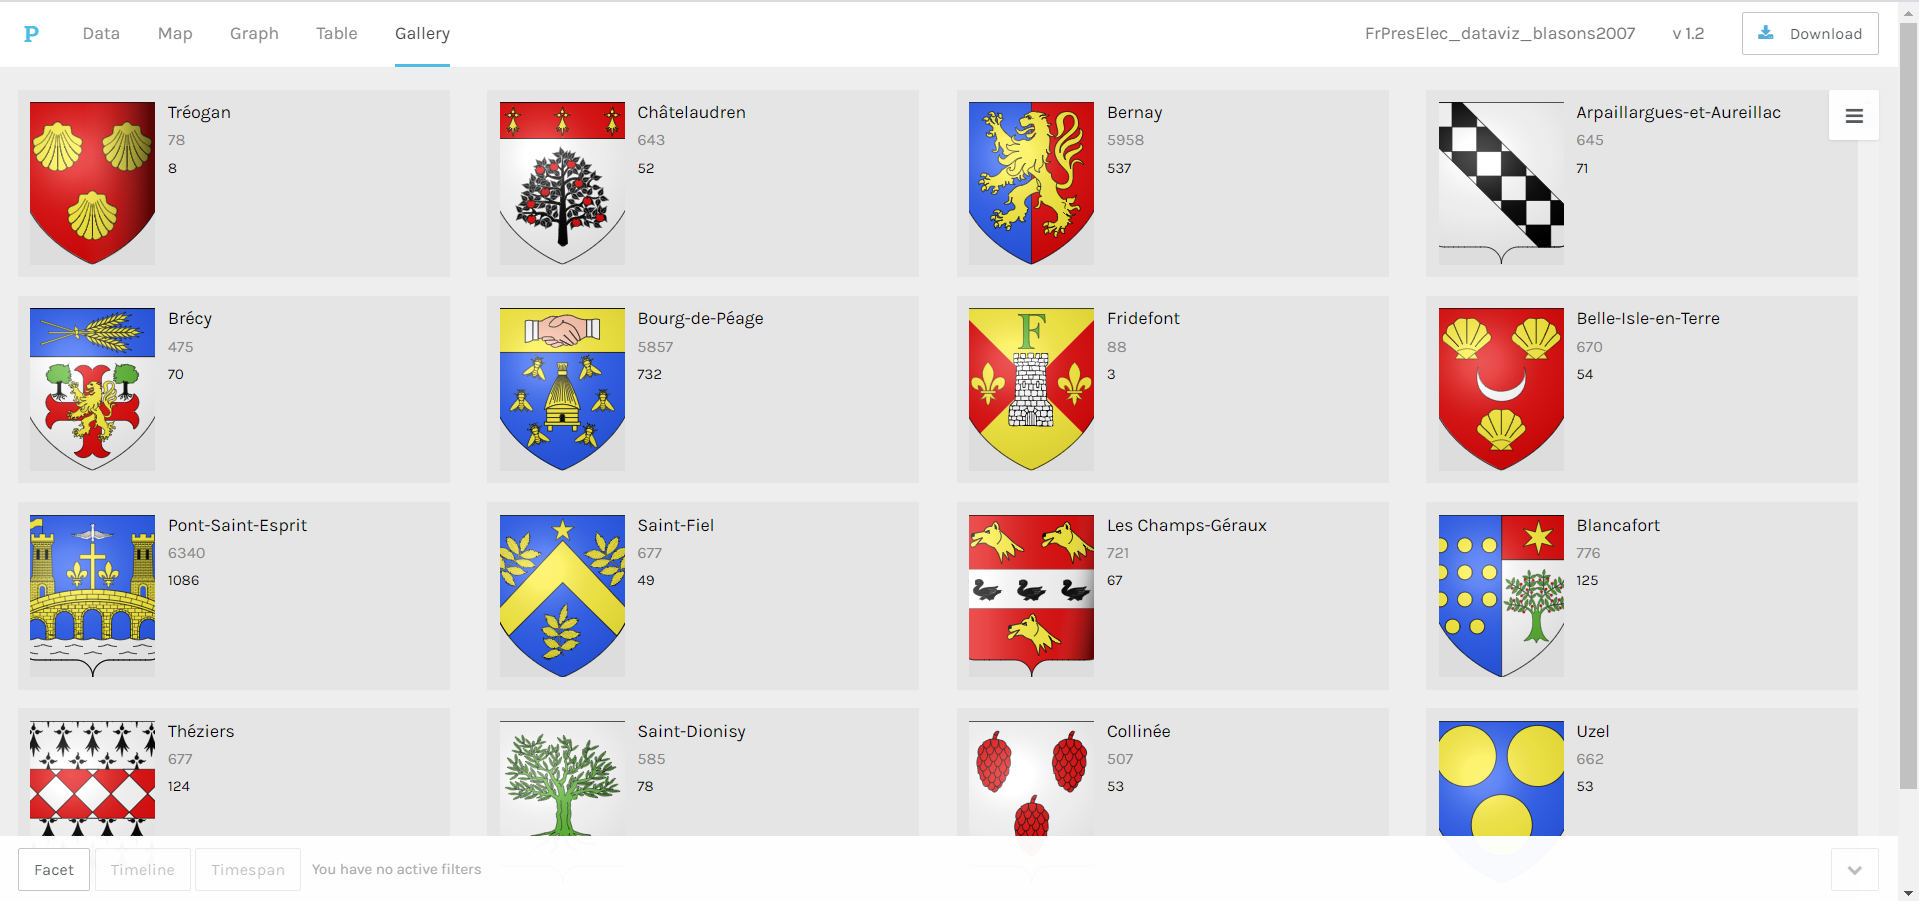 P Data Map Graph Table Gallery FrPresElec_dataviz_blasons2007 v 1.2 Download
Tréogan
78
8
Châtelaudren
643
52
Bernay
5958
537
Arpaillargues-et-Aureillac
645
71
Brécy
475
70
Bourg-de-Péage
5857
732
Fridefont
88
3
F
Belle-Isle-en-Terre
670
54
Pont-Saint-Esprit
6340
1086
Saint-Fiel
677
49
Les Champs-Géraux
721
67
Blancafort
776
125
Théziers
677
124
Saint-Dionisy
585
78
Collinée
507
53
Uzel
662
53
Facet Timeline Timespan You have no active filters